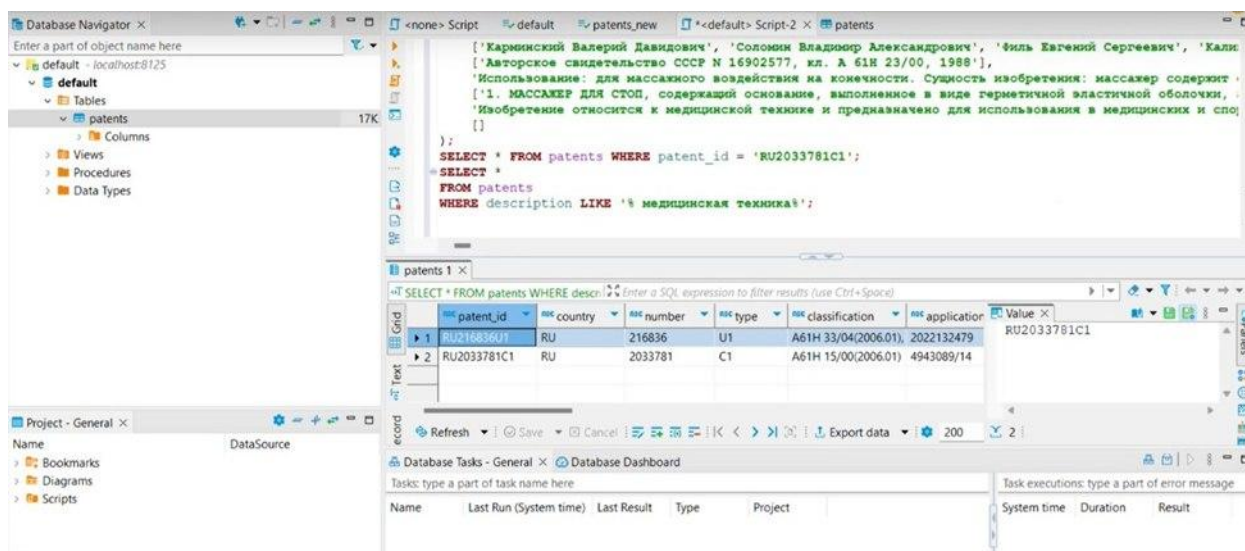 Database Navigator ×
Enter a part of object name here
default - localhost:8125
default
Tables
patents 17K
Columns
Views
Procedures
Data Types
<none> Script default patents_new *<default> Script-2 × patents
['Карминский Валерий Давидович', 'Соломин Владимир Александрович', 'Филь Евгений Сергеевич', 'Кали
['Авторское свидетельство СССР N 16902577, кл. A 61H 23/00, 1988'],
'Использование: для массажного воздействия на конечности. Сущность изобретения: массажер содержит
['1. МАССАЖЕР ДЛЯ СТОП, содержащий основание, выполненное в виде герметичной эластичной оболочки,
'Изобретение относится к медицинской технике и предназначено для использования в медицинских и спо
[]
);
SELECT * FROM patents WHERE patent_id = 'RU2033781C1';
SELECT *
FROM patents
WHERE description LIKE '% медицинская техника%';
patents 1 ×
SELECT * FROM patents WHERE descr Enter a SQL expression to filter results (use Ctrl+Space)
Grid
Text
ecord
patent_id country number type classification application
1 RU216836U1 RU 216836 U1 A61H 33/04(2006.01), 2022132479
2 RU2033781C1 RU 2033781 C1 A61H 15/00(2006.01) 4943089/14
Value ×
RU2033781C1
Refresh Save Cancel Export data 200 2
Project - General ×
Name DataSource
Bookmarks
Diagrams
Scripts
Database Tasks - General × Database Dashboard
Tasks: type a part of task name here
Name Last Run (System time) Last Result Type Project
Task executions: type a part of error message
System time Duration Result